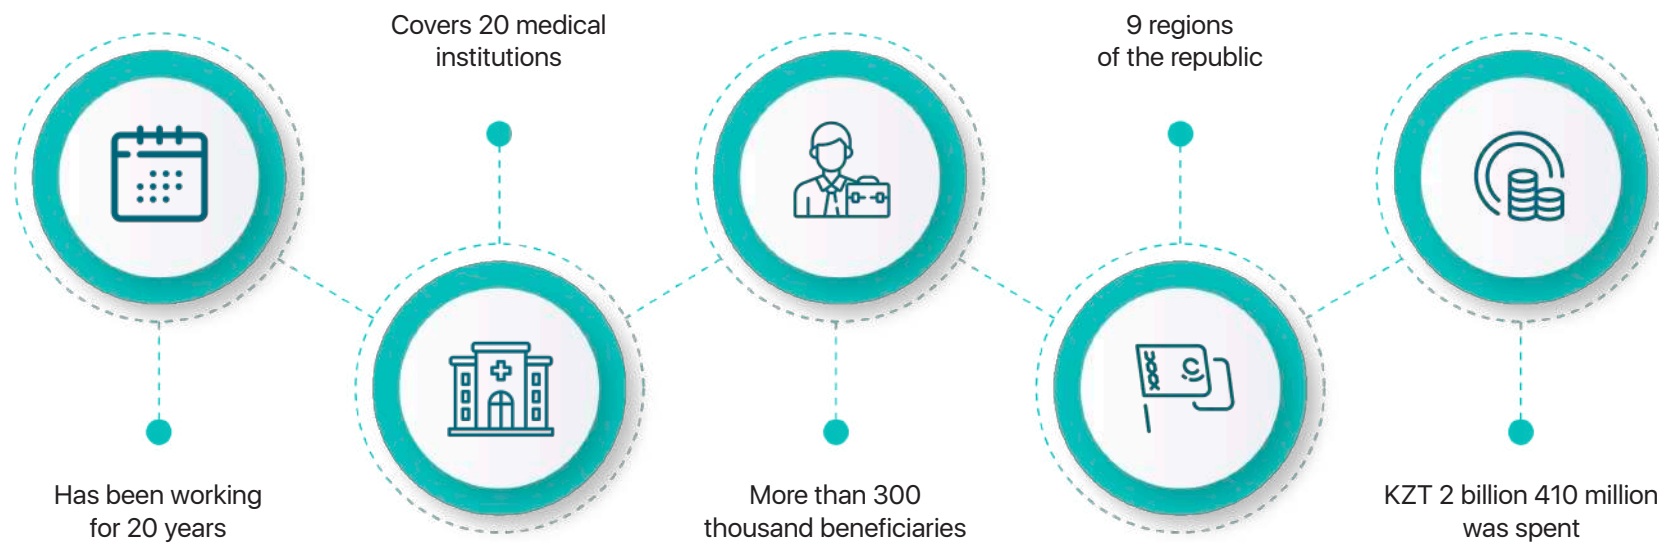 Covers 20 medical
institutions
9 regions
of the republic
Has been working
for 20 years
More than 300
thousand beneficiaries
KZT 2 billion 410 million
was spent